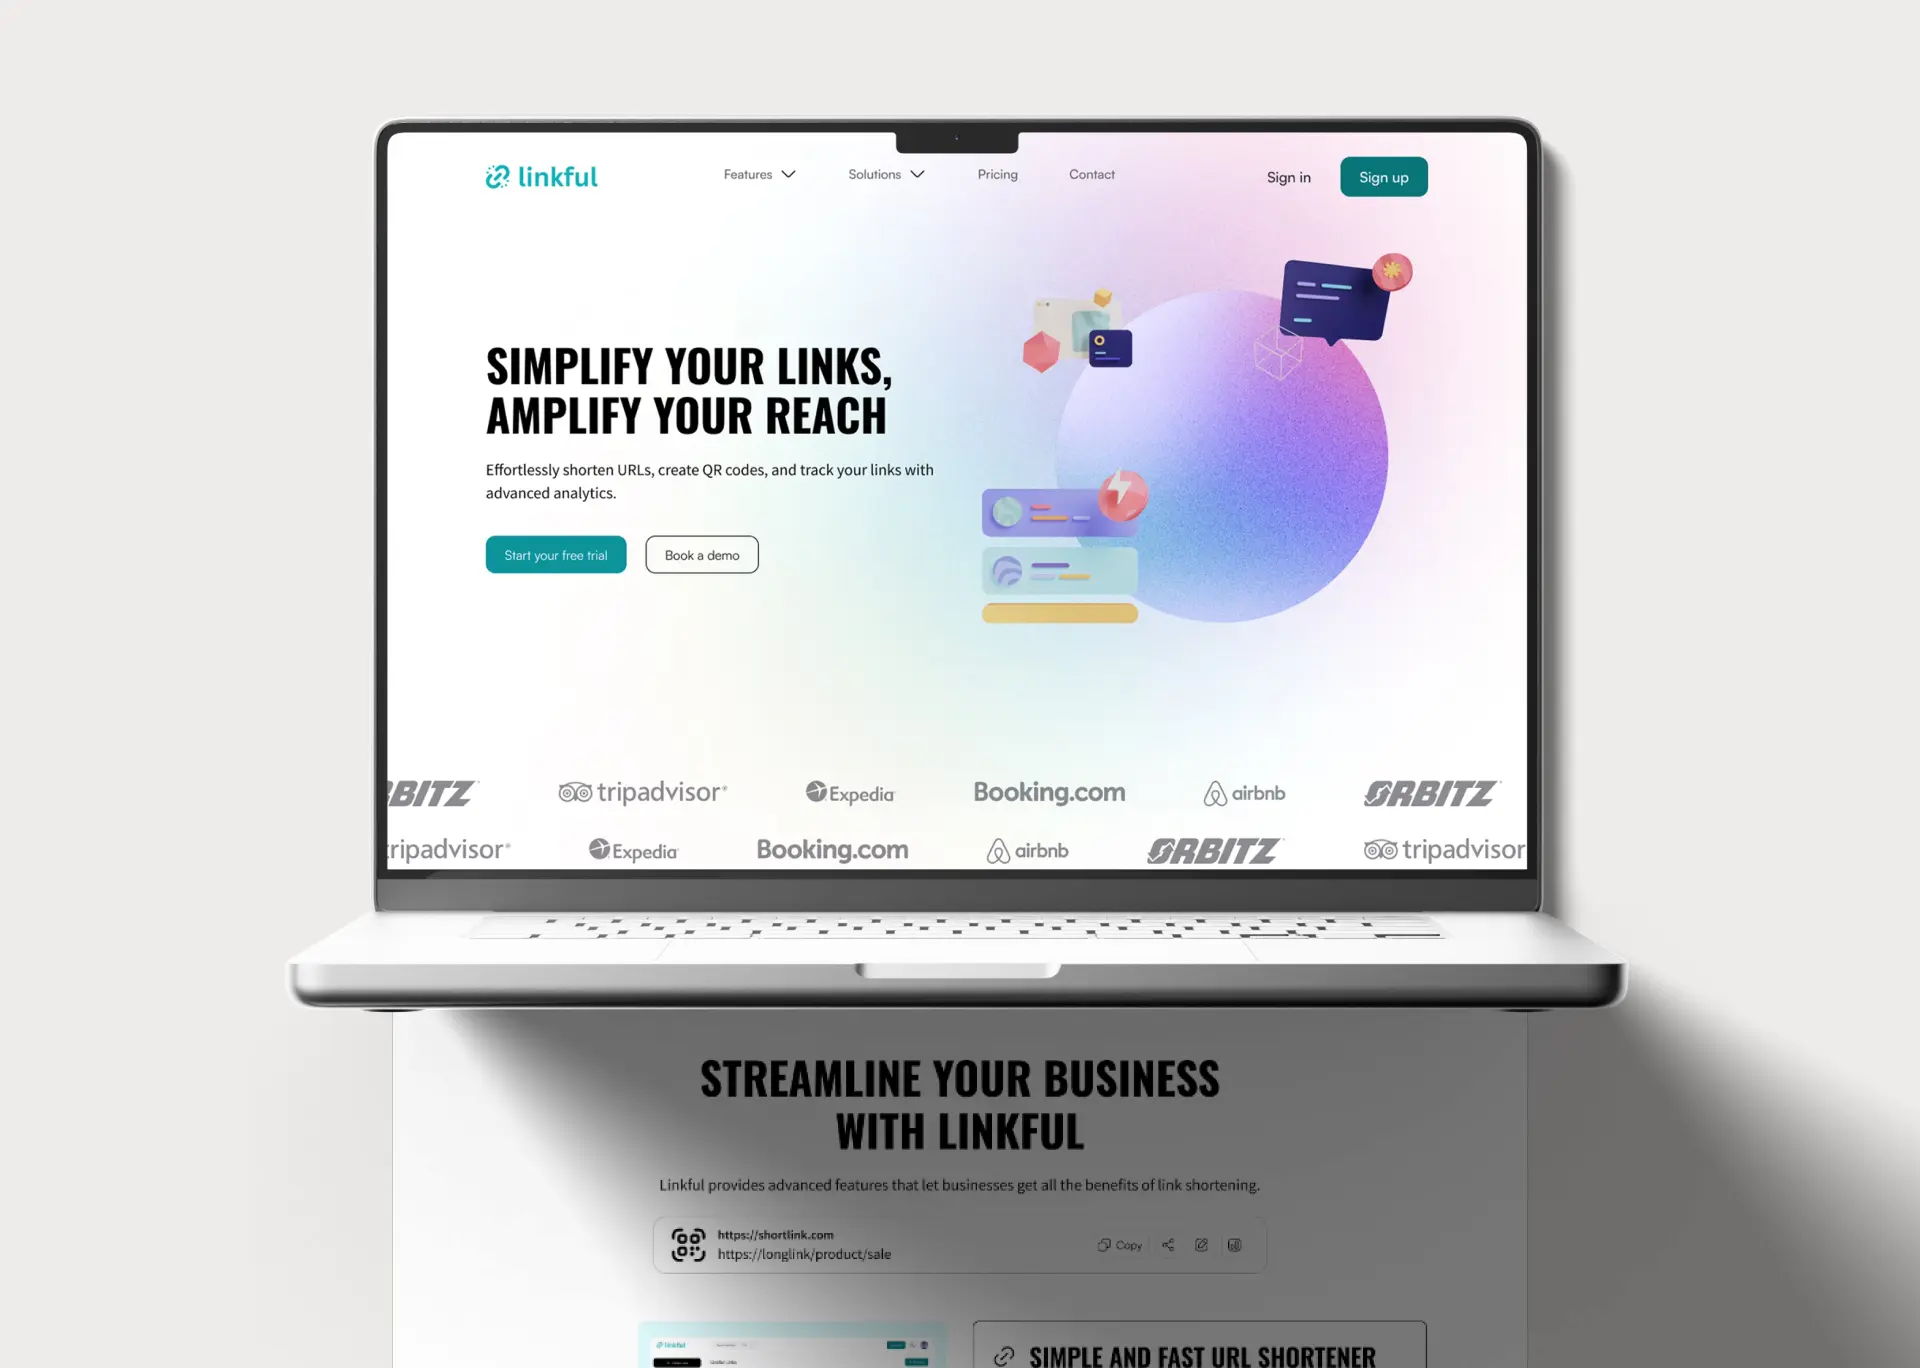 linkful
Features
Solutions
Pricing
Contact
Sign in
Sign up
SIMPLIFY YOUR LINKS,
AMPLIFY YOUR REACH
Effortlessly shorten URLs, create QR codes, and track your links with
advanced analytics.
Start your free trial
Book a demo
BITZ
tripadvisor®
Expedia
Booking.com
airbnb
ORBITZ
ripadvisor®
Expedia
Booking.com
airbnb
ORBITZ
tripadvisor
STREAMLINE YOUR BUSINESS
WITH LINKFUL
Linkful provides advanced features that let businesses get all the benefits of link shortening.
https://shortlink.com
https://longlink/product/sale
Copy
linkful
SIMPLE AND FAST URL SHORTENER